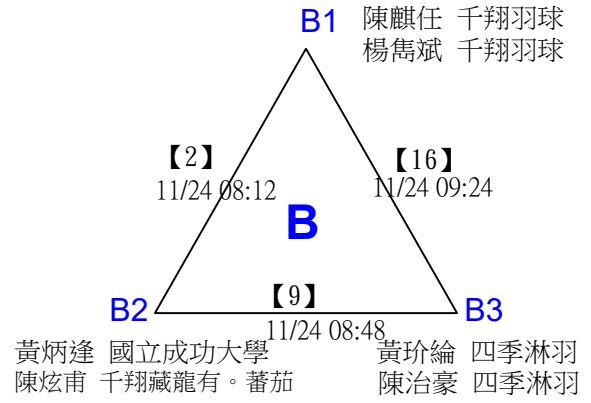 B1
陳麒任 千翔羽球
楊雋斌 千翔羽球
【2】
11/24 08:12
【16】
11/24 09:24
B
【9】
11/24 08:48
B2
B3
黃炳逢 國立成功大學
陳炫甫 千翔藏龍有。蕃茄
黃玠綸 四季淋羽
陳治豪 四季淋羽